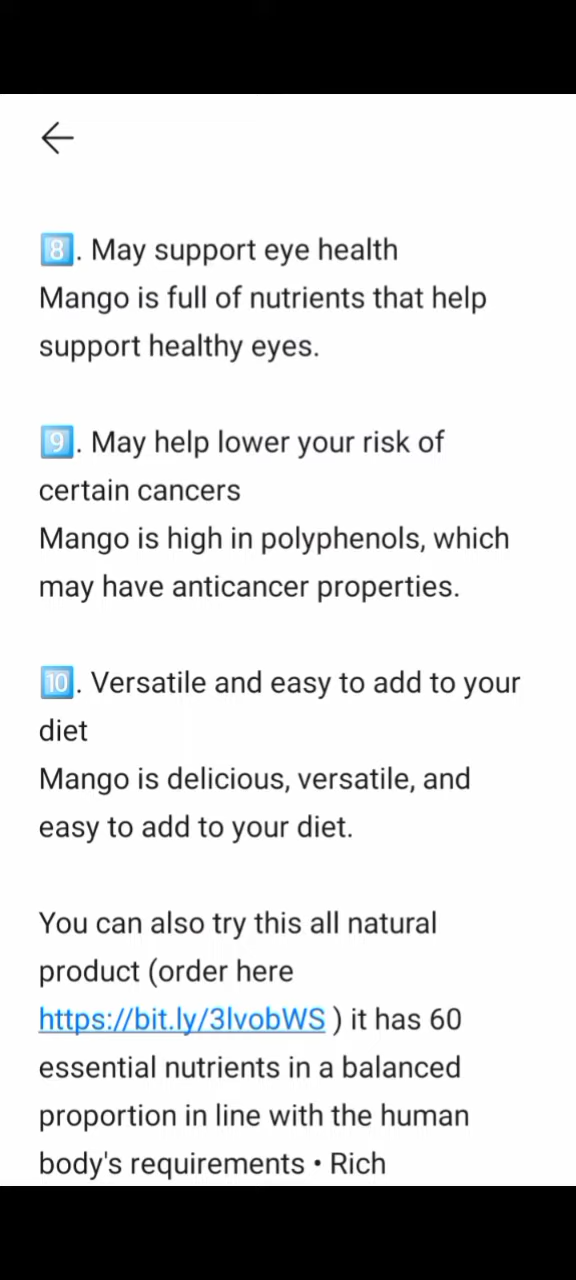 8️⃣. May support eye health
Mango is full of nutrients that help
support healthy eyes.
9️⃣. May help lower your risk of
certain cancers
Mango is high in polyphenols, which
may have anticancer properties.
🔟. Versatile and easy to add to your
diet
Mango is delicious, versatile, and
easy to add to your diet.
You can also try this all natural
product (order here
https://bit.ly/3lvobWS ) it has 60
essential nutrients in a balanced
proportion in line with the human
body's requirements • Rich